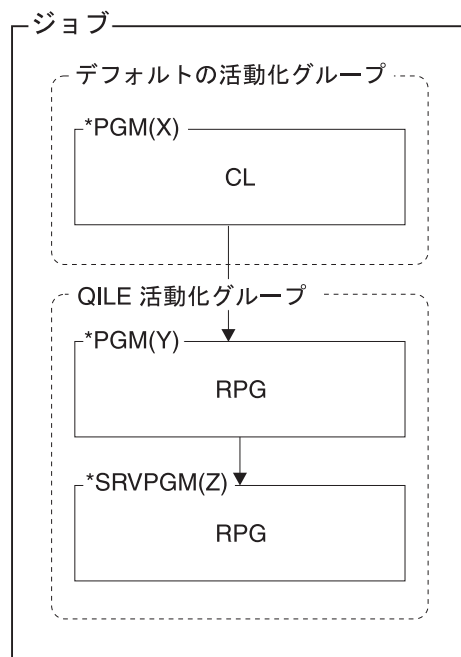 ジョブ
デフォルトの活動化グループ
*PGM(X)
CL
QILE 活動化グループ
*PGM(Y)
RPG
*SRVPGM(Z)
RPG